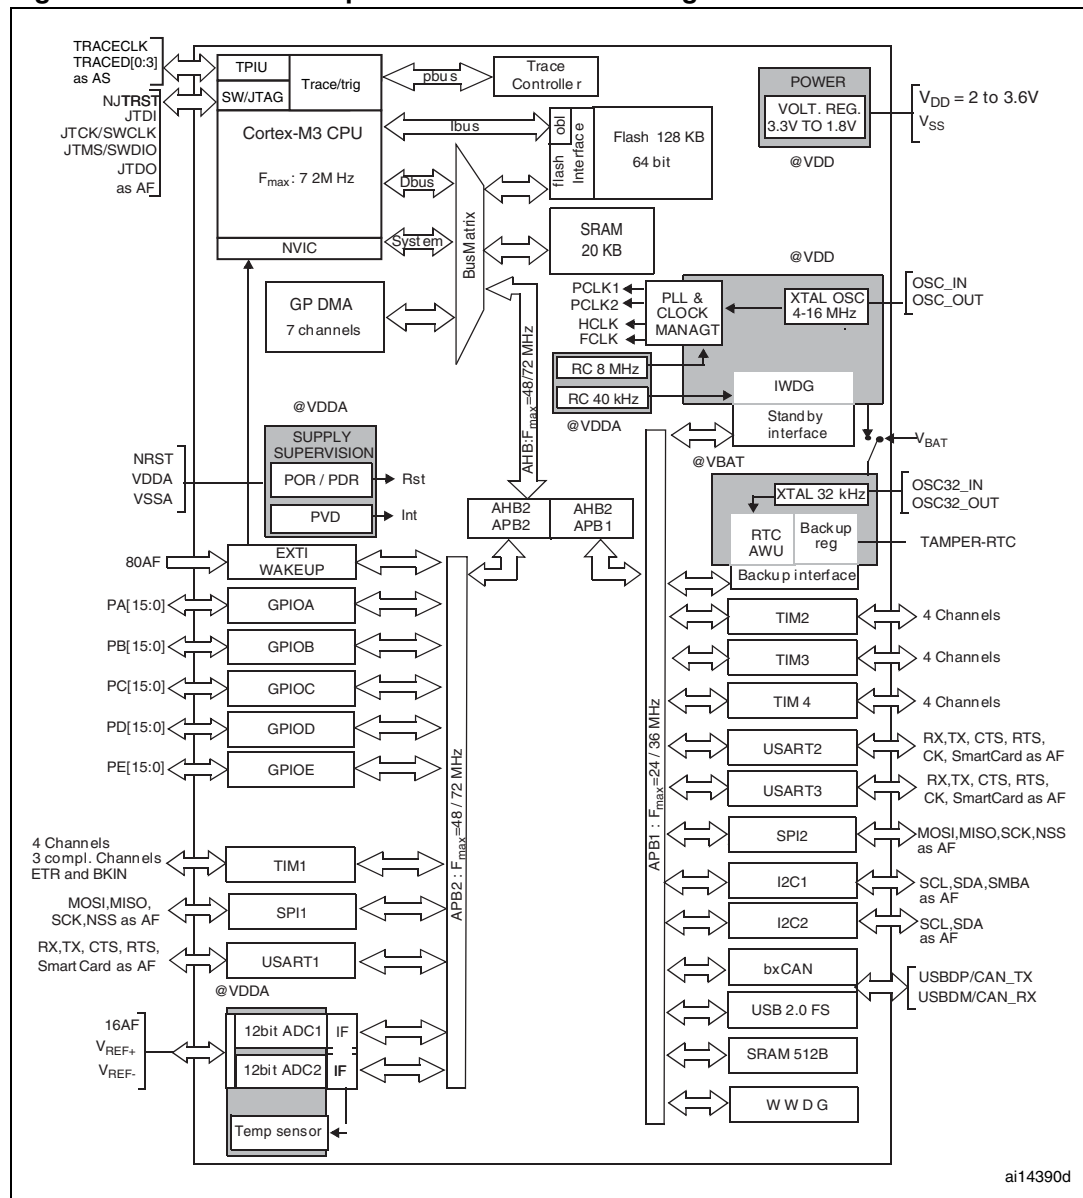 TRACECLK
TRACED[0:3]
as AS
NJTRST
JTDI
JTCK/SWCLK
JTMS/SWDIO
JTDO
as AF
TPIU
SW/JTAG
Trace/trig
Cortex-M3 CPU
Fmax: 7 2M Hz
NVIC
pbus
Trace
Controller
Ibus
Dbus
System
BusMatrix
obl
flash
Interface
Flash 128 KB
64 bit
SRAM
20 KB
POWER
VOLT. REG.
3.3V TO 1.8V
@VDD
VDD = 2 to 3.6V
VSS
GP DMA
7 channels
PCLK1
PCLK2
HCLK
FCLK
PLL &
CLOCK
MANAGT
@VDD
XTAL OSC
4-16 MHz
OSC_IN
OSC_OUT
RC 8 MHz
RC 40 kHz
@VDDA
IWDG
Stand by
interface
VBAT
@VBAT
AHB:Fmax=48/72 MHz
@VDDA
SUPPLY
SUPERVISION
POR / PDR
PVD
Rst
Int
NRST
VDDA
VSSA
AHB2
APB2
AHB2
APB1
XTAL 32 kHz
OSC32_IN
OSC32_OUT
RTC
AWU
Backup
reg
TAMPER-RTC
Backup interface
80AF
EXTI
WAKEUP
PA[15:0]
GPIOA
PB[15:0]
GPIOB
PC[15:0]
GPIOC
PD[15:0]
GPIOD
PE[15:0]
GPIOE
4 Channels
3 compl. Channels
ETR and BKIN
TIM1
MOSI,MISO,
SCK,NSS as AF
SPI1
RX,TX, CTS, RTS,
SmartCard as AF
USART1
@VDDA
16AF
VREF+
VREF-
12bit ADC1
IF
12bit ADC2
IF
Temp sensor
APB2 : Fmax=48 / 72 MHz
APB1 : Fmax=24 / 36 MHz
TIM2
4 Channels
TIM3
4 Channels
TIM 4
4 Channels
USART2
RX,TX, CTS, RTS,
CK, SmartCard as AF
USART3
RX,TX, CTS, RTS,
CK, SmartCard as AF
SPI2
MOSI,MISO,SCK,NSS
as AF
I2C1
SCL,SDA,SMBA
as AF
I2C2
SCL,SDA
as AF
bxCAN
USBDP/CAN_TX
USBDM/CAN_RX
USB 2.0 FS
SRAM 512B
W W D G
ai14390d